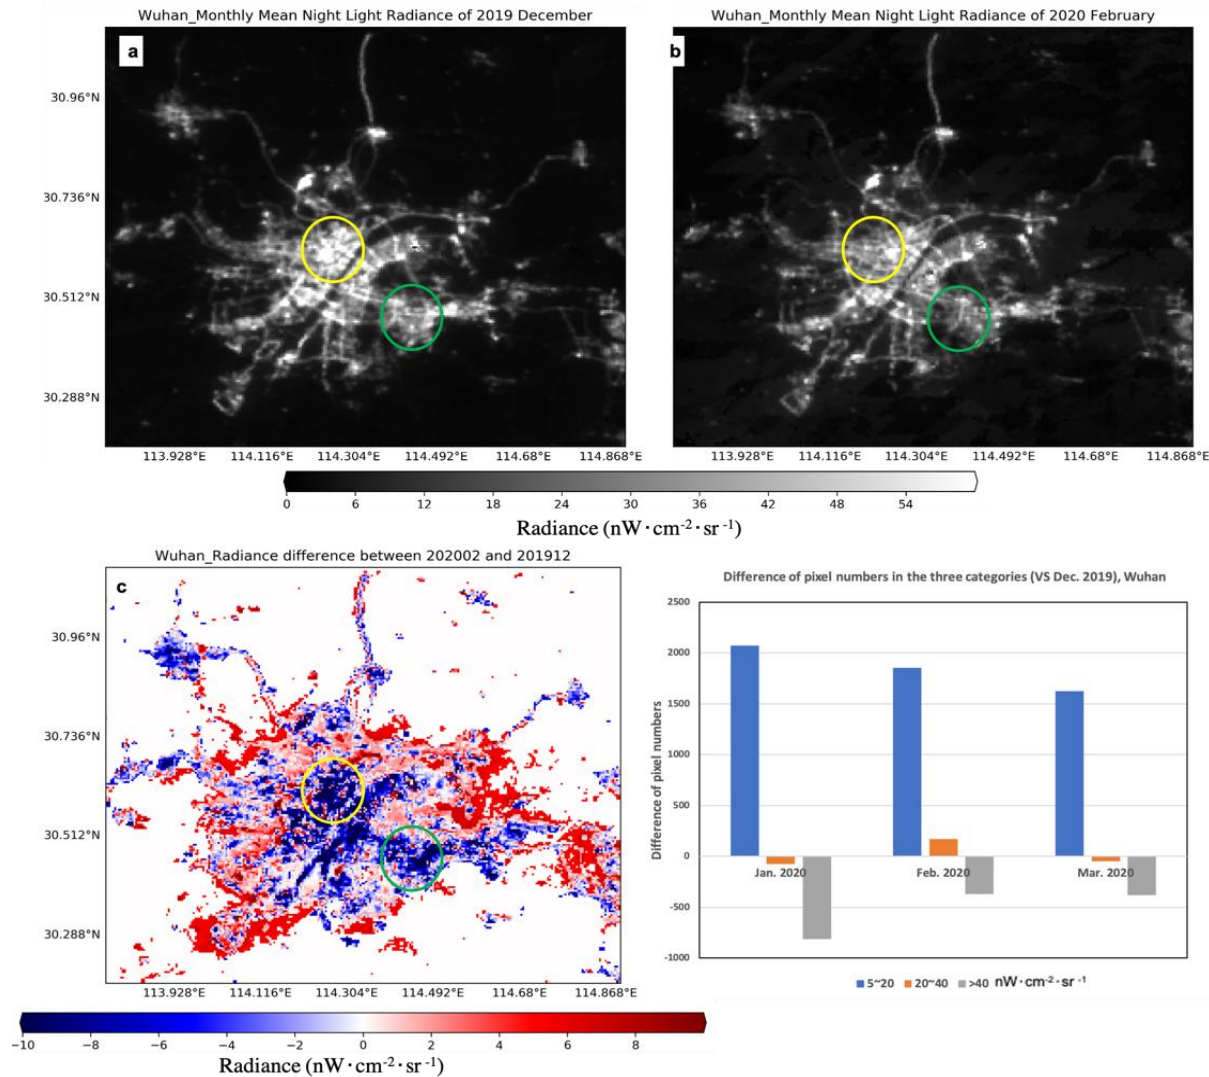 Wuhan_Monthly Mean Night Light Radiance of 2019 December
a
30.96°N
30.736°N
30.512°N
30.288°N
113.928°E 114.116°E 114.304°E 114.492°E 114.68°E 114.868°E
Wuhan_Monthly Mean Night Light Radiance of 2020 February
b
113.928°E 114.116°E 114.304°E 114.492°E 114.68°E 114.868°E
0 6 12 18 24 30 36 42 48 54
Radiance (nW·cm-2·sr-1)
Wuhan_Radiance difference between 202002 and 201912
c
30.96°N
30.736°N
30.512°N
30.288°N
113.928°E 114.116°E 114.304°E 114.492°E 114.68°E 114.868°E
−10 −8 −6 −4 −2 0 2 4 6 8
Radiance (nW·cm-2·sr-1)
Difference of pixel numbers in the three categories (VS Dec. 2019), Wuhan
Difference of pixel numbers
2500
2000
1500
1000
500
0
-500
-1000
Jan. 2020 Feb. 2020 Mar. 2020
5~20 20~40 >40 nW·cm-2·sr-1